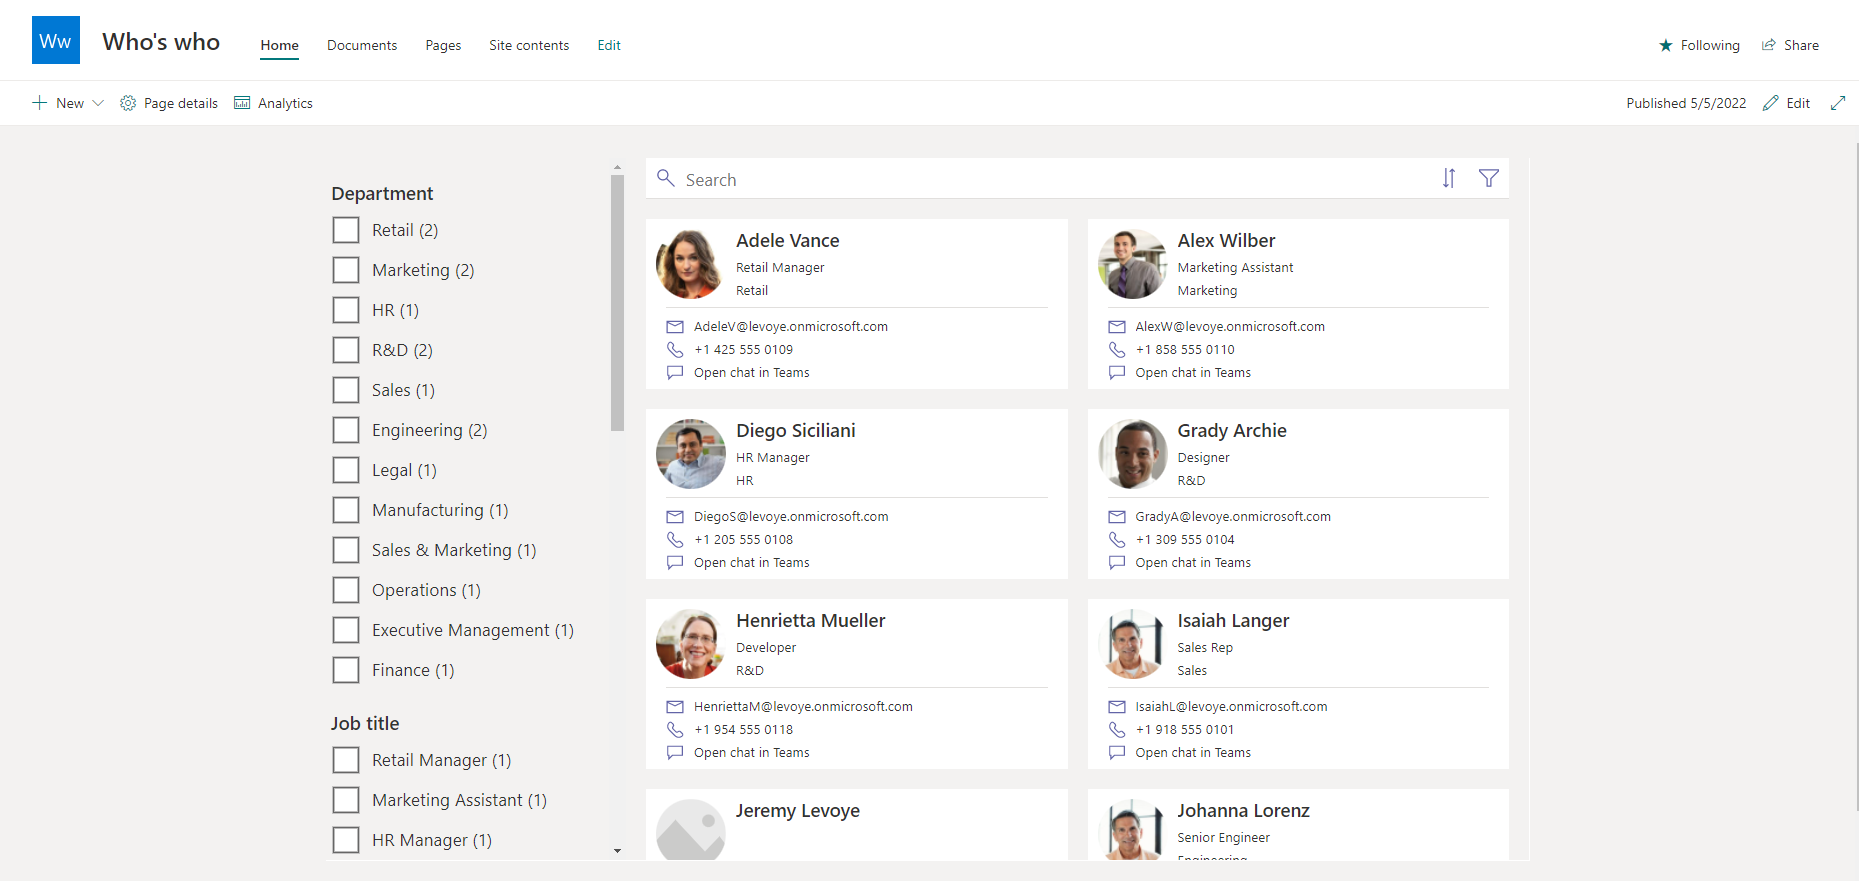 Ww
Who's who
Home Documents Pages Site contents Edit
Following Share
New Page details Analytics
Published 5/5/2022 Edit
Department
Retail (2)
Marketing (2)
HR (1)
R&D (2)
Sales (1)
Engineering (2)
Legal (1)
Manufacturing (1)
Sales & Marketing (1)
Operations (1)
Executive Management (1)
Finance (1)
Job title
Retail Manager (1)
Marketing Assistant (1)
HR Manager (1)
Search
Adele Vance
Retail Manager
Retail
AdeleV@levoye.onmicrosoft.com
+1 425 555 0109
Open chat in Teams
Alex Wilber
Marketing Assistant
Marketing
AlexW@levoye.onmicrosoft.com
+1 858 555 0110
Open chat in Teams
Diego Siciliani
HR Manager
HR
DiegoS@levoye.onmicrosoft.com
+1 205 555 0108
Open chat in Teams
Grady Archie
Designer
R&D
GradyA@levoye.onmicrosoft.com
+1 309 555 0104
Open chat in Teams
Henrietta Mueller
Developer
R&D
HenriettaM@levoye.onmicrosoft.com
+1 954 555 0118
Open chat in Teams
Isaiah Langer
Sales Rep
Sales
IsaiahL@levoye.onmicrosoft.com
+1 918 555 0101
Open chat in Teams
Jeremy Levoye
Johanna Lorenz
Senior Engineer
Engineering